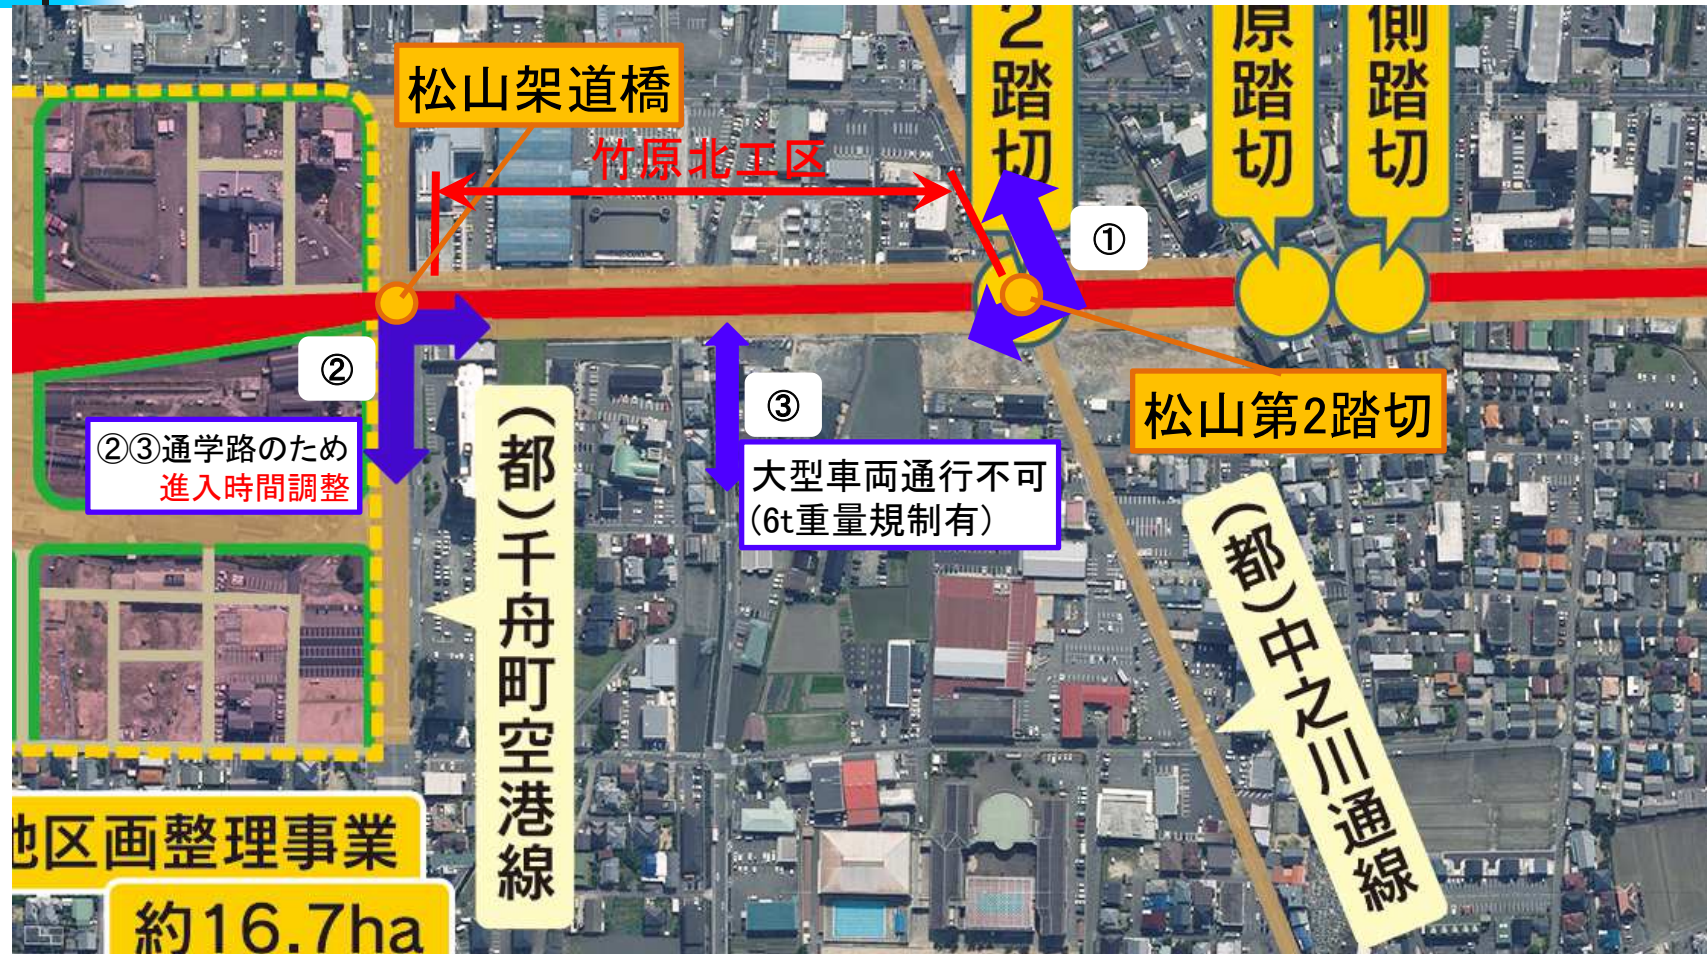 2踏切
原踏切
側踏切
松山架道橋
竹原北工区
①
②
③
松山第2踏切
②③通学路のため
進入時間調整
大型車両通行不可
(6t重量規制有)
(都)千舟町空港線
(都)中之川通線
地区画整理事業
約16.7ha